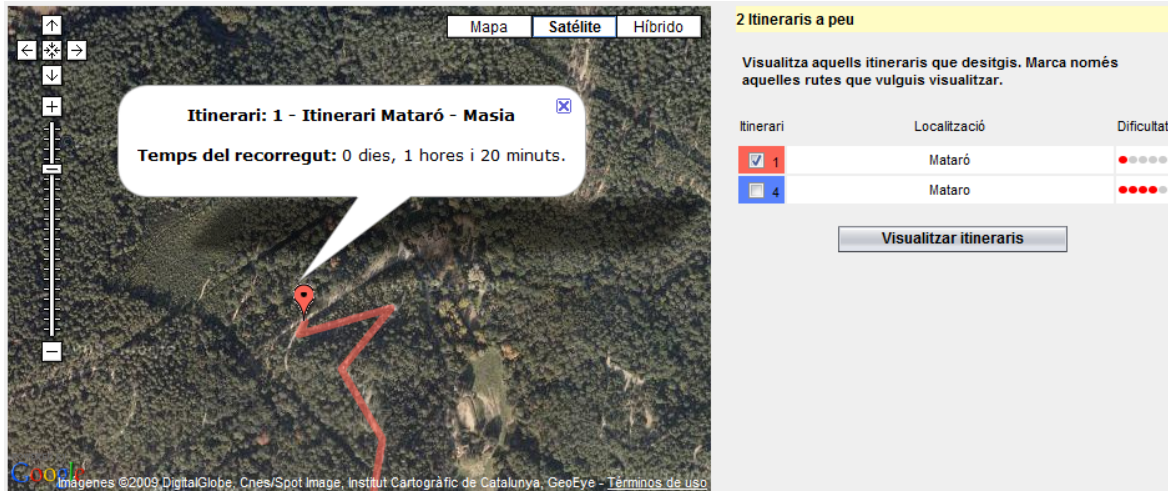 Mapa
Satélite
Híbrido
Itinerari: 1 - Itinerari Mataró - Masia
Temps del recorregut: 0 dies, 1 hores i 20 minuts.
Google
Imágenes ©2009 DigitalGlobe, Cnes/Spot Image, Institut Cartogràfic de Catalunya, GeoEye - Términos de uso
2 Itineraris a peu
Visualitza aquells itineraris que desitgis. Marca només
aquelles rutes que vulguis visualitzar.
Itinerari Localització Dificultat
1 Mataró
4 Mataro
Visualitzar itineraris